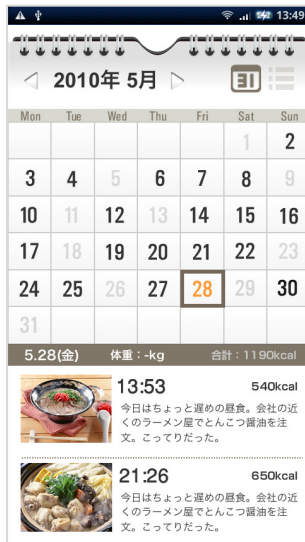 13:49
2010年 5月
31
Mon Tue Wed Thu Fri Sat Sun
1 2
3 4 5 6 7 8 9
10 11 12 13 14 15 16
17 18 19 20 21 22 23
24 25 26 27 28 29 30
31
5.28(金) 体重：-kg 合計：1190kcal
13:53 540kcal
今日はちょっと遅めの昼食。会社の近
くのラーメン屋でとんこつ醤油を注
文。こってりだった。
21:26 650kcal
今日はちょっと遅めの昼食。会社の近
くのラーメン屋でとんこつ醤油を注
文。こってりだった。